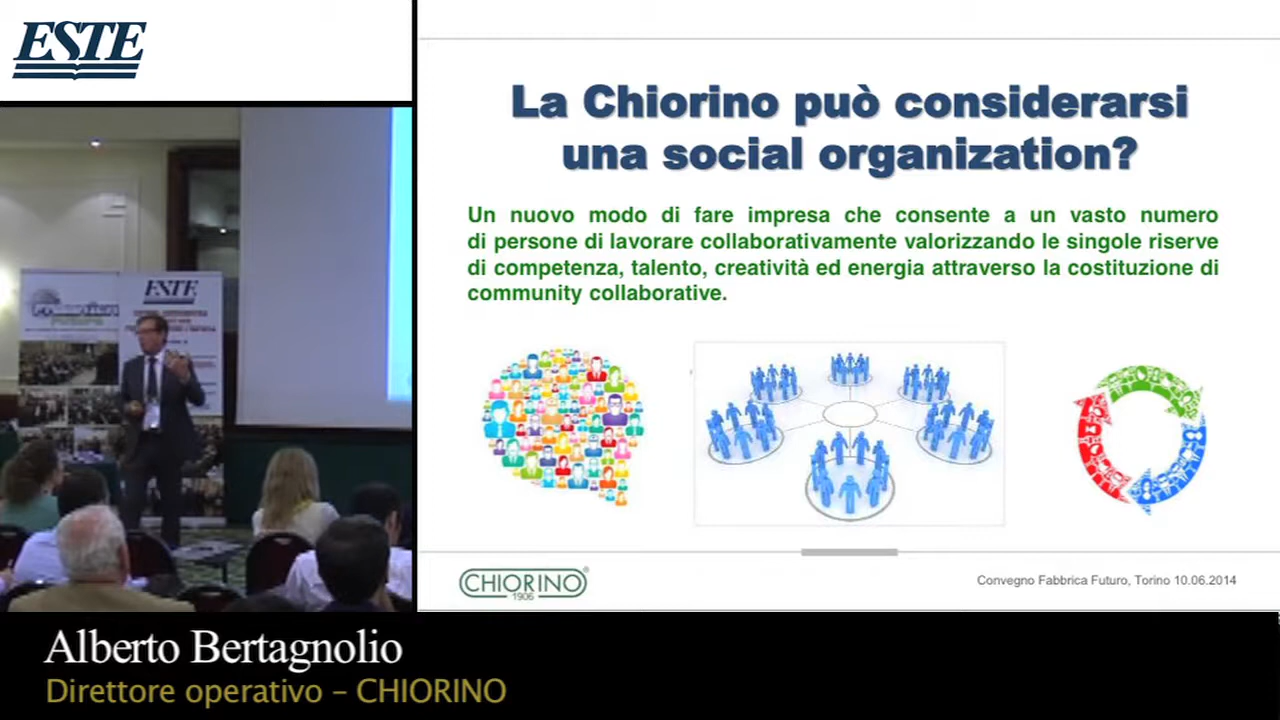 ESTE
La Chiorino può considerarsi
una social organization?
Un nuovo modo di fare impresa che consente a un vasto numero
di persone di lavorare collaborativamente valorizzando le singole riserve
di competenza, talento, creatività ed energia attraverso la costituzione di
community collaborative.
ESTE
CHIORINO®
1906
Convegno Fabbrica Futuro, Torino 10.06.2014
Alberto Bertagnolio
Direttore operativo – CHIORINO